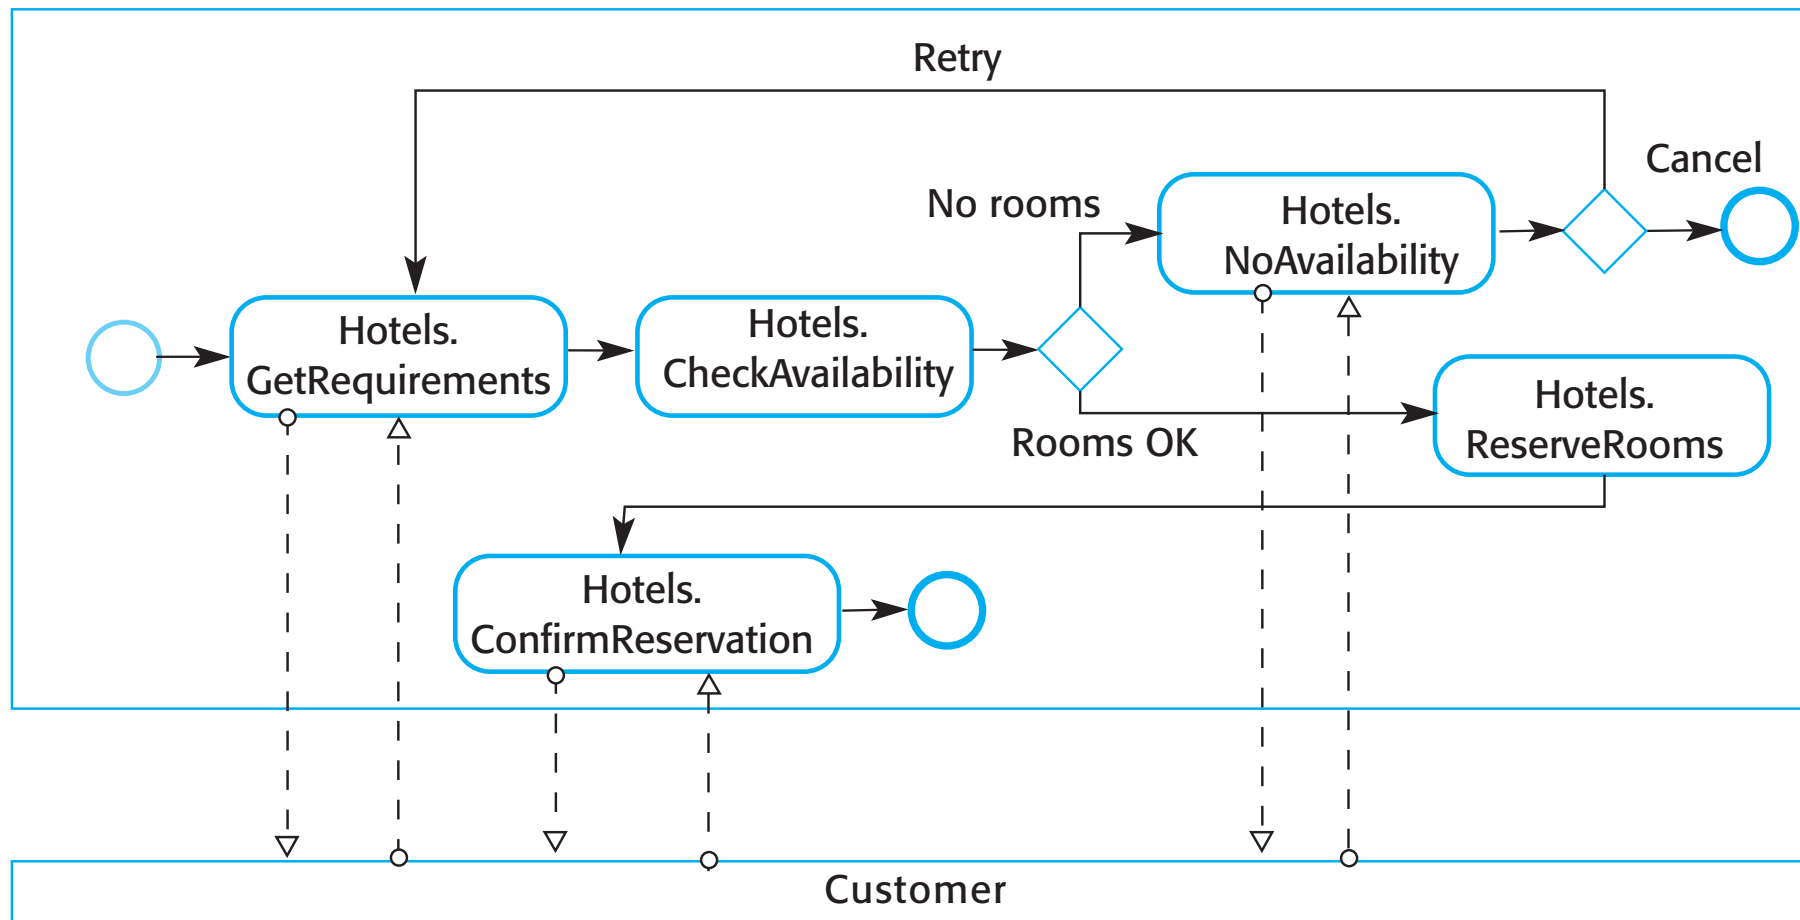 Retry
Cancel
No rooms
Hotels.
NoAvailability
Hotels.
GetRequirements
Hotels.
CheckAvailability
Rooms OK
Hotels.
ReserveRooms
Hotels.
ConfirmReservation
Customer